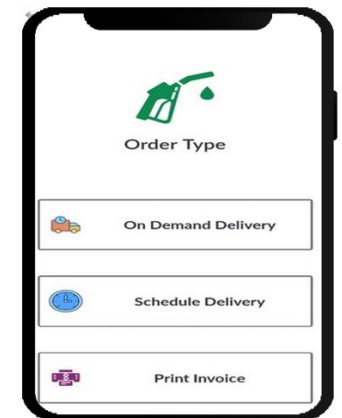 Order Type
On Demand Delivery
Schedule Delivery
Print Invoice